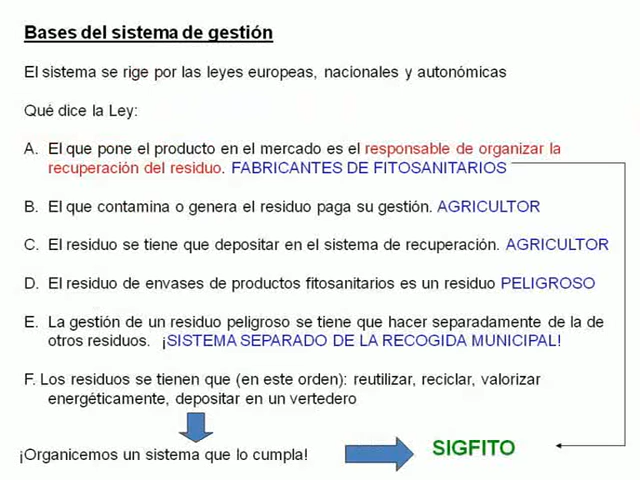 Bases del sistema de gestión
El sistema se rige por las leyes europeas, nacionales y autonómicas
Qué dice la Ley:
A. El que pone el producto en el mercado es el responsable de organizar la
recuperación del residuo. FABRICANTES DE FITOSANITARIOS
B. El que contamina o genera el residuo paga su gestión. AGRICULTOR
C. El residuo se tiene que depositar en el sistema de recuperación. AGRICULTOR
D. El residuo de envases de productos fitosanitarios es un residuo PELIGROSO
E. La gestión de un residuo peligroso se tiene que hacer separadamente de la de
otros residuos. ¡SISTEMA SEPARADO DE LA RECOGIDA MUNICIPAL!
F. Los residuos se tienen que (en este orden): reutilizar, reciclar, valorizar
energéticamente, depositar en un vertedero
¡Organicemos un sistema que lo cumpla!
SIGFITO